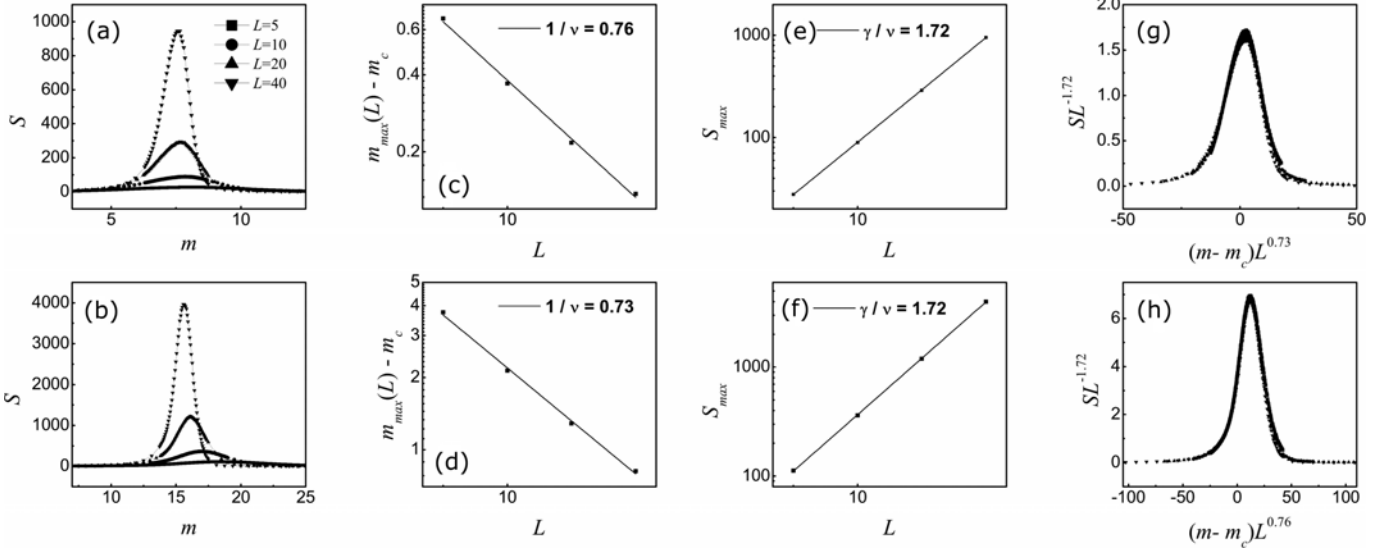 (a)
L=5
L=10
L=20
L=40
1000
800
600
400
200
0
S
5 10
m
(c)
1 / ν = 0.76
0.6
0.4
0.2
m_max(L) - m_c
10
L
(e)
γ / ν = 1.72
1000
100
S_max
10
L
(g)
2.0
1.5
1.0
0.5
0.0
SL^-1.72
-50 0 50
(m- m_c)L^0.73
(b)
4000
3000
2000
1000
0
S
10 15 20 25
m
(d)
1 / ν = 0.73
5
4
3
2
1
m_max(L) - m_c
10
L
(f)
γ / ν = 1.72
1000
100
S_max
10
L
(h)
6
4
2
0
SL^-1.72
-100 -50 0 50 100
(m- m_c)L^0.76